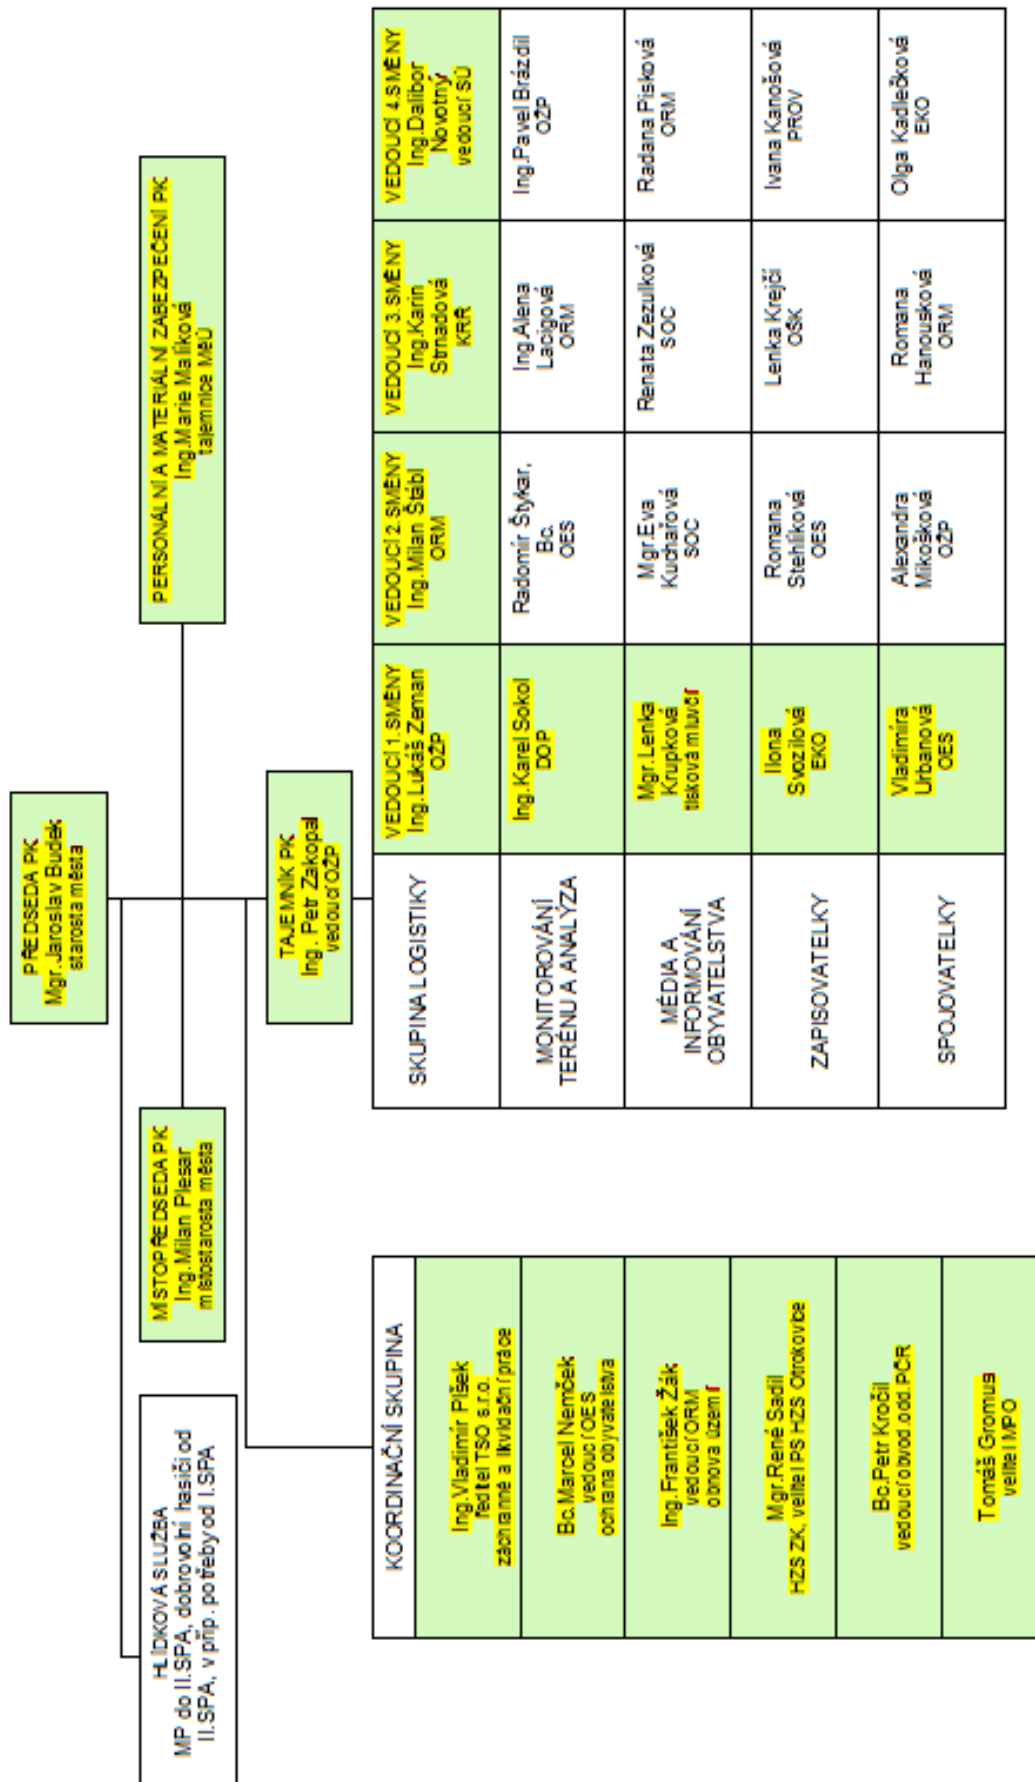 PŘEDSEDA PK
Mgr.Jaroslav Budek
starosta města
HLÍDKOVÁ SLUŽBA
MP do II.SPA, dobrovolní hasiči od
II.SPA, v příp. potřeby od I.SPA
MÍSTOPŘEDSEDA PK
Ing.Milan Plesar
místostarosta města
PERSONÁLNÍ A MATERIÁLNÍ ZABEZPEČENÍ PK
Ing.Marie Malíková
tajemnice MěÚ
TAJEMNÍK PK
Ing. Petr Zakopal
vedoucí OŽP
KOORDINAČNÍ SKUPINA
Ing.Vladimír Plšek
ředitel TSO s.r.o.
záchranné a likvidační práce
Bc.Marcel Nemček
vedoucí OES
ochrana obyvatelstva
Ing.František Žák
vedoucí ORM
obnova území
Mgr.René Sadil
HZS ZK, velitel PS HZS Otrokovice
Bc.Petr Kročil
vedoucí obvod.odd.PČR
Tomáš Gromus
velitel MPO
SKUPINA LOGISTIKY
VEDOUCÍ 1.SMĚNY
Ing.Lukáš Zeman
OŽP
VEDOUCÍ 2.SMĚNY
Ing.Milan Štábl
ORM
VEDOUCÍ 3.SMĚNY
Ing.Karin
Strnadová
KRŘ
VEDOUCÍ 4.SMĚNY
Ing.Dalibor
Novotný
vedoucí SÚ
MONITOROVÁNÍ
TERÉNU A ANALÝZA
Ing.Karel Sokol
DOP
Radomír Štykar,
Bc.
OES
Ing.Alena
Lacigová
ORM
Ing.Pavel Brázdil
OŽP
MÉDIA A
INFORMOVÁNÍ
OBYVATELSTVA
Mgr.Lenka
Krupková
tisková mluvčí
Mgr.Eva
Kuchařová
SOC
Renata Zezulková
SOC
Radana Písková
ORM
ZAPISOVATELKY
Ilona
Svozilová
EKO
Romana
Stehlíková
OES
Lenka Krejčí
OŠK
Ivana Kanošová
PROV
SPOJOVATELKY
Vladimíra
Urbanová
OES
Alexandra
Mikošková
OŽP
Romana
Hanousková
ORM
Olga Kadlečková
EKO